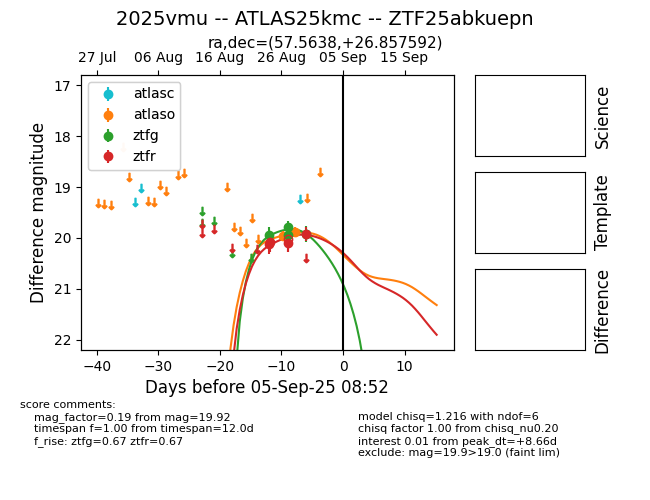 2025vmu -- ATLAS25kmc -- ZTF25abkuepn
ra,dec=(57.5638,+26.857592)
27 Jul 06 Aug 16 Aug 26 Aug 05 Sep 15 Sep
17
18
19
20
21
22
Difference magnitude
atlasc
atlaso
ztfg
ztfr
−40 −30 −20 −10 0 10
Days before 05-Sep-25 08:52
Science
Template
Difference
score comments:
mag_factor=0.19 from mag=19.92
timespan f=1.00 from timespan=12.0d
f_rise: ztfg=0.67 ztfr=0.67
model chisq=1.216 with ndof=6
chisq factor 1.00 from chisq_nu0.20
interest 0.01 from peak_dt=+8.66d
exclude: mag=19.9>19.0 (faint lim)